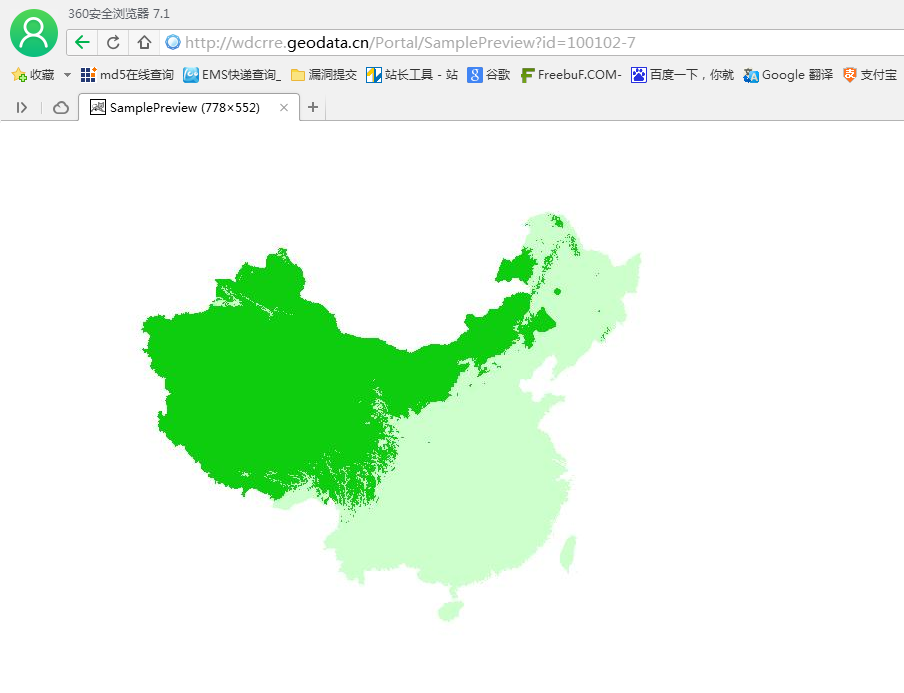 360安全浏览器 7.1
http://wdcrre.geodata.cn/Portal/SamplePreview?id=100102-7
收藏 md5在线查询 EMS快递查询_ 漏洞提交 站长工具 - 站 谷歌 FreebuF.COM- 百度一下，你就 Google 翻译 支付宝
SamplePreview (778×552)